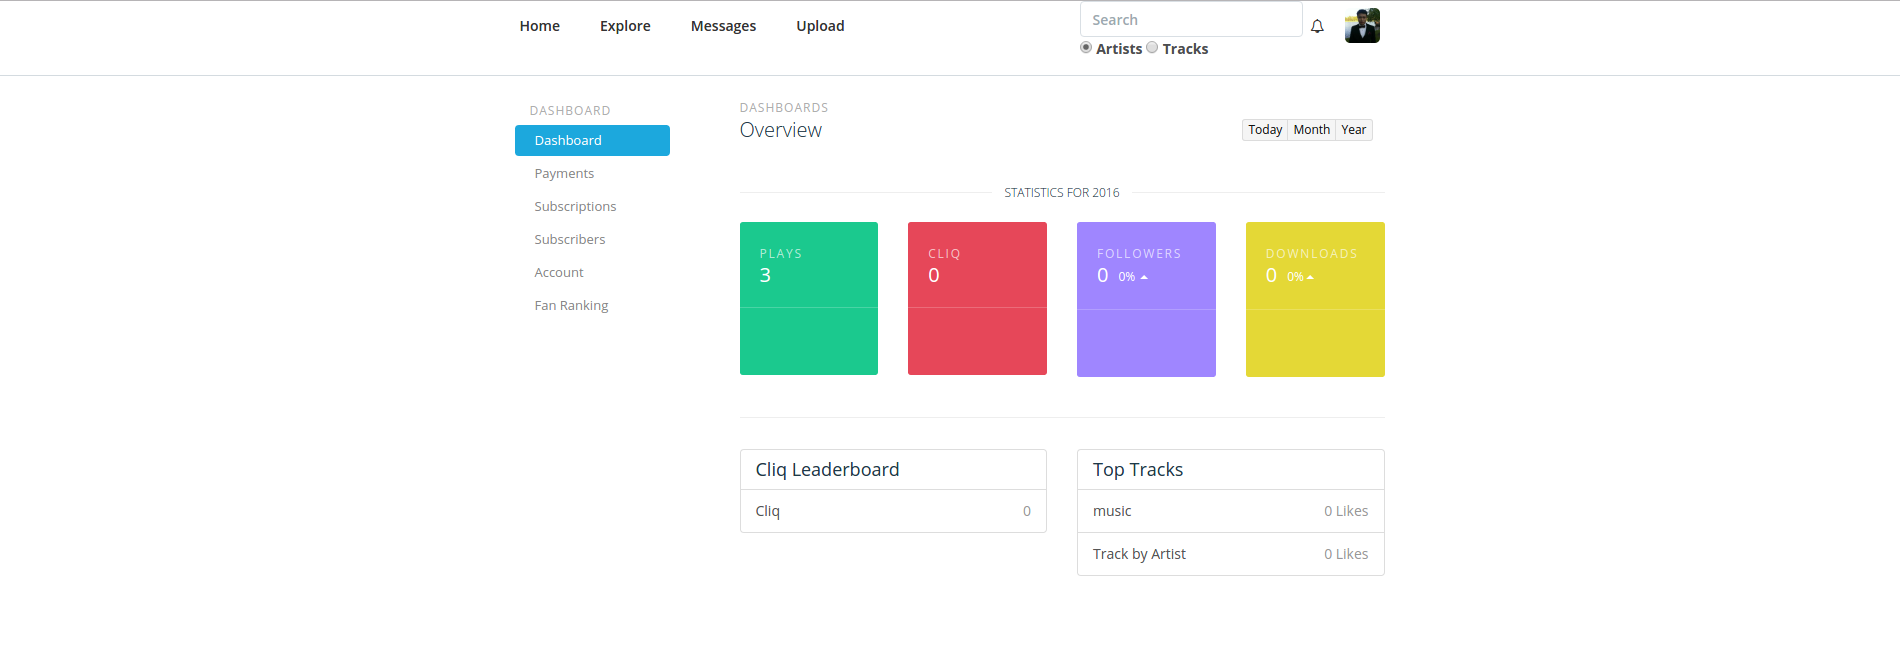 Home Explore Messages Upload
Search
Artists Tracks
DASHBOARD
Dashboard
Payments
Subscriptions
Subscribers
Account
Fan Ranking
DASHBOARDS
Overview
Today Month Year
STATISTICS FOR 2016
PLAYS
3
CLIQ
0
FOLLOWERS
0 0%
DOWNLOADS
0 0%
Cliq Leaderboard
Cliq 0
Top Tracks
music 0 Likes
Track by Artist 0 Likes